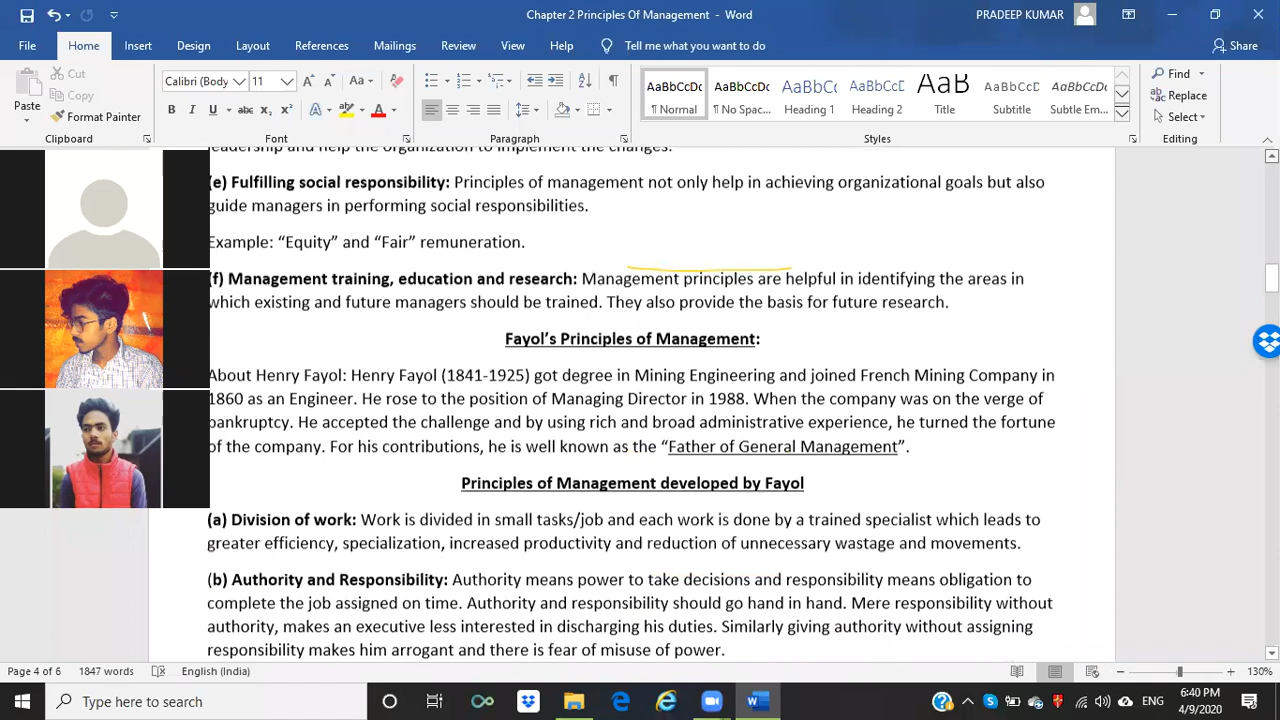 Chapter 2 Principles Of Management - Word
PRADEEP KUMAR
File Home Insert Design Layout References Mailings Review View Help Tell me what you want to do Share
Paste
Cut
Copy
Format Painter
Calibri (Body 11
AaBbCcDc AaBbCcDc AaBbCc AaBbCc AaB AaBbCcD AaBbCcDc
¶ Normal ¶ No Spac... Heading 1 Heading 2 Title Subtitle Subtle Em...
Find
Replace
Select
Clipboard Font Paragraph Styles Editing
leadership and help the organization to implement the changes.
(e) Fulfilling social responsibility: Principles of management not only help in achieving organizational goals but also
guide managers in performing social responsibilities.
Example: “Equity” and “Fair” remuneration.
(f) Management training, education and research: Management principles are helpful in identifying the areas in
which existing and future managers should be trained. They also provide the basis for future research.
Fayol’s Principles of Management:
About Henry Fayol: Henry Fayol (1841-1925) got degree in Mining Engineering and joined French Mining Company in
1860 as an Engineer. He rose to the position of Managing Director in 1988. When the company was on the verge of
bankruptcy. He accepted the challenge and by using rich and broad administrative experience, he turned the fortune
of the company. For his contributions, he is well known as the “Father of General Management”.
Principles of Management developed by Fayol
(a) Division of work: Work is divided in small tasks/job and each work is done by a trained specialist which leads to
greater efficiency, specialization, increased productivity and reduction of unnecessary wastage and movements.
(b) Authority and Responsibility: Authority means power to take decisions and responsibility means obligation to
complete the job assigned on time. Authority and responsibility should go hand in hand. Mere responsibility without
authority, makes an executive less interested in discharging his duties. Similarly giving authority without assigning
responsibility makes him arrogant and there is fear of misuse of power.
Page 4 of 6 1847 words English (India) 130%
Type here to search
ENG
6:40 PM
4/9/2020